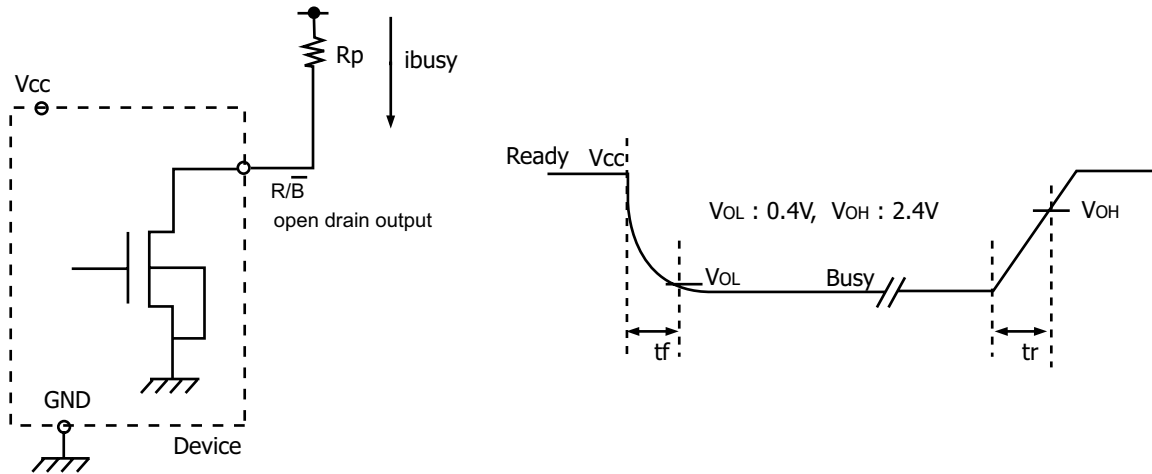 Rp
ibusy
Vcc
R/B̅
open drain output
GND
Device
Ready Vcc
VOL : 0.4V, VOH : 2.4V
VOH
VOL
Busy
tf
tr